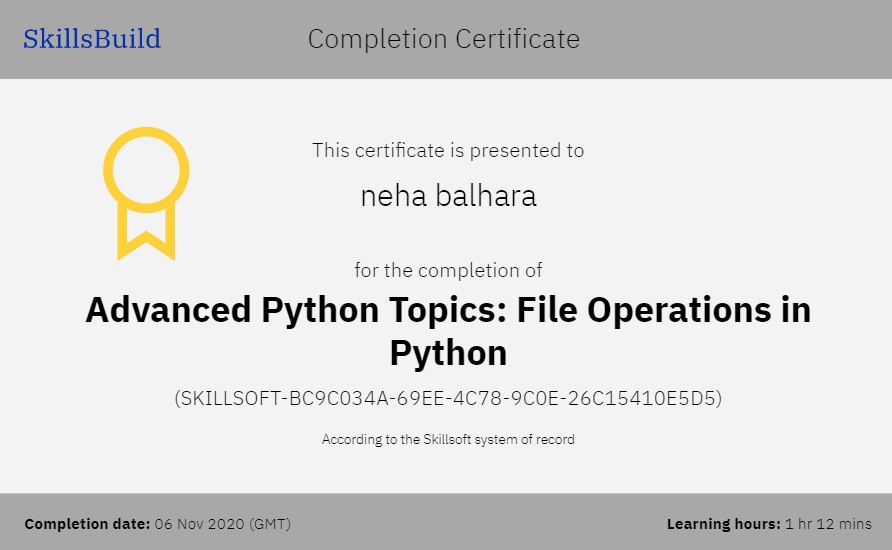 SkillsBuild
Completion Certificate
This certificate is presented to
neha balhara
for the completion of
Advanced Python Topics: File Operations in
Python
(SKILLSOFT-BC9C034A-69EE-4C78-9C0E-26C15410E5D5)
According to the Skillsoft system of record
Completion date: 06 Nov 2020 (GMT)
Learning hours: 1 hr 12 mins